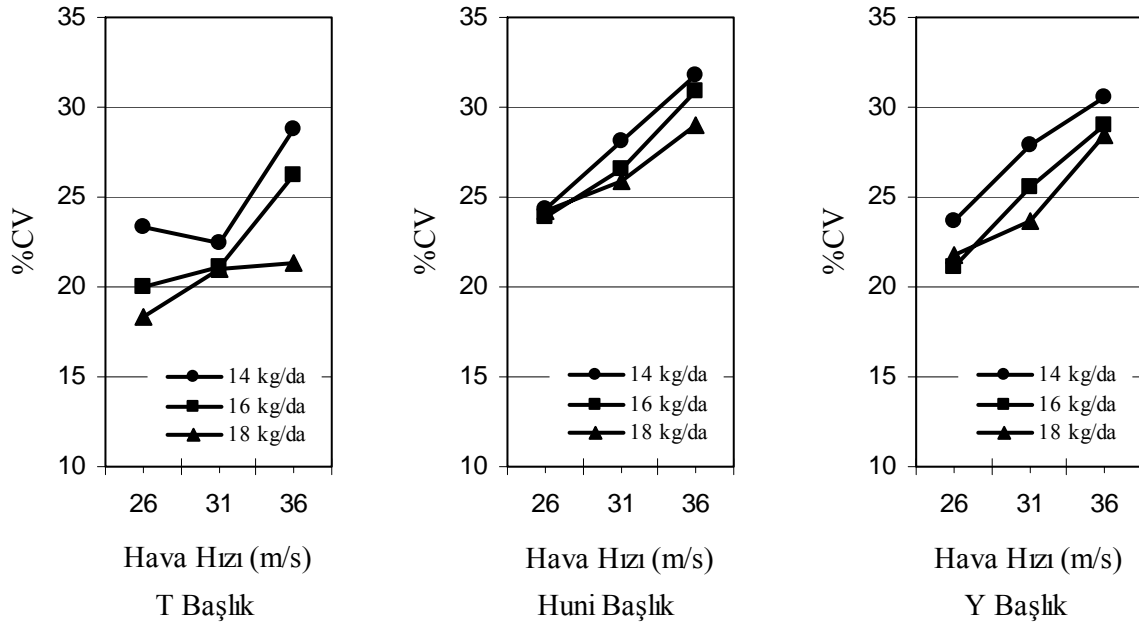 35
30
25
20
15
10
%CV
14 kg/da
16 kg/da
18 kg/da
26 31 36
Hava Hızı (m/s)
T Başlık
35
30
25
20
15
10
%CV
14 kg/da
16 kg/da
18 kg/da
26 31 36
Hava Hızı (m/s)
Huni Başlık
35
30
25
20
15
10
%CV
14 kg/da
16 kg/da
18 kg/da
26 31 36
Hava Hızı (m/s)
Y Başlık